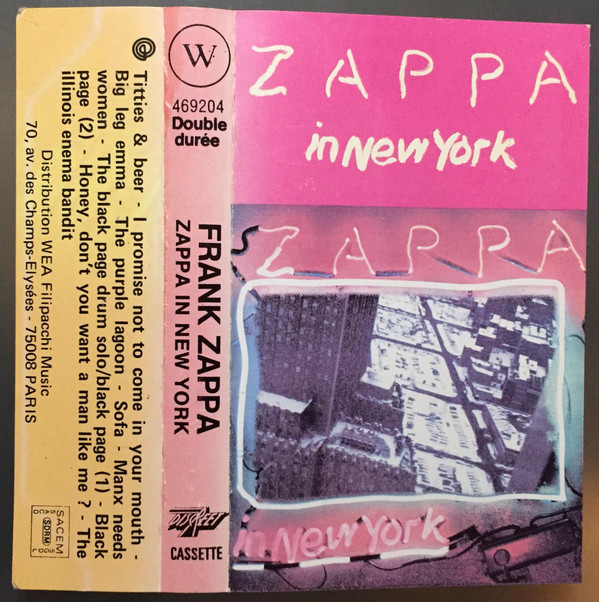 Titties & beer - I promise not to come in your mouth -
Big leg emma - The purple lagoon - Sofa - Manx needs
women - The black page drum solo/black page (1) - Black
page (2) - Honey, don't you want a man like me ? - The
illinois enema bandit
Distribution WEA Filipacchi Music
70, av. des Champs-Elysées - 75008 PARIS
SACEM
SDRM
SACD
SGDL
W
469204
Double
durée
FRANK ZAPPA
ZAPPA IN NEW YORK
DISCREET
CASSETTE
ZAPPA
in New York
ZAPPA
in New York